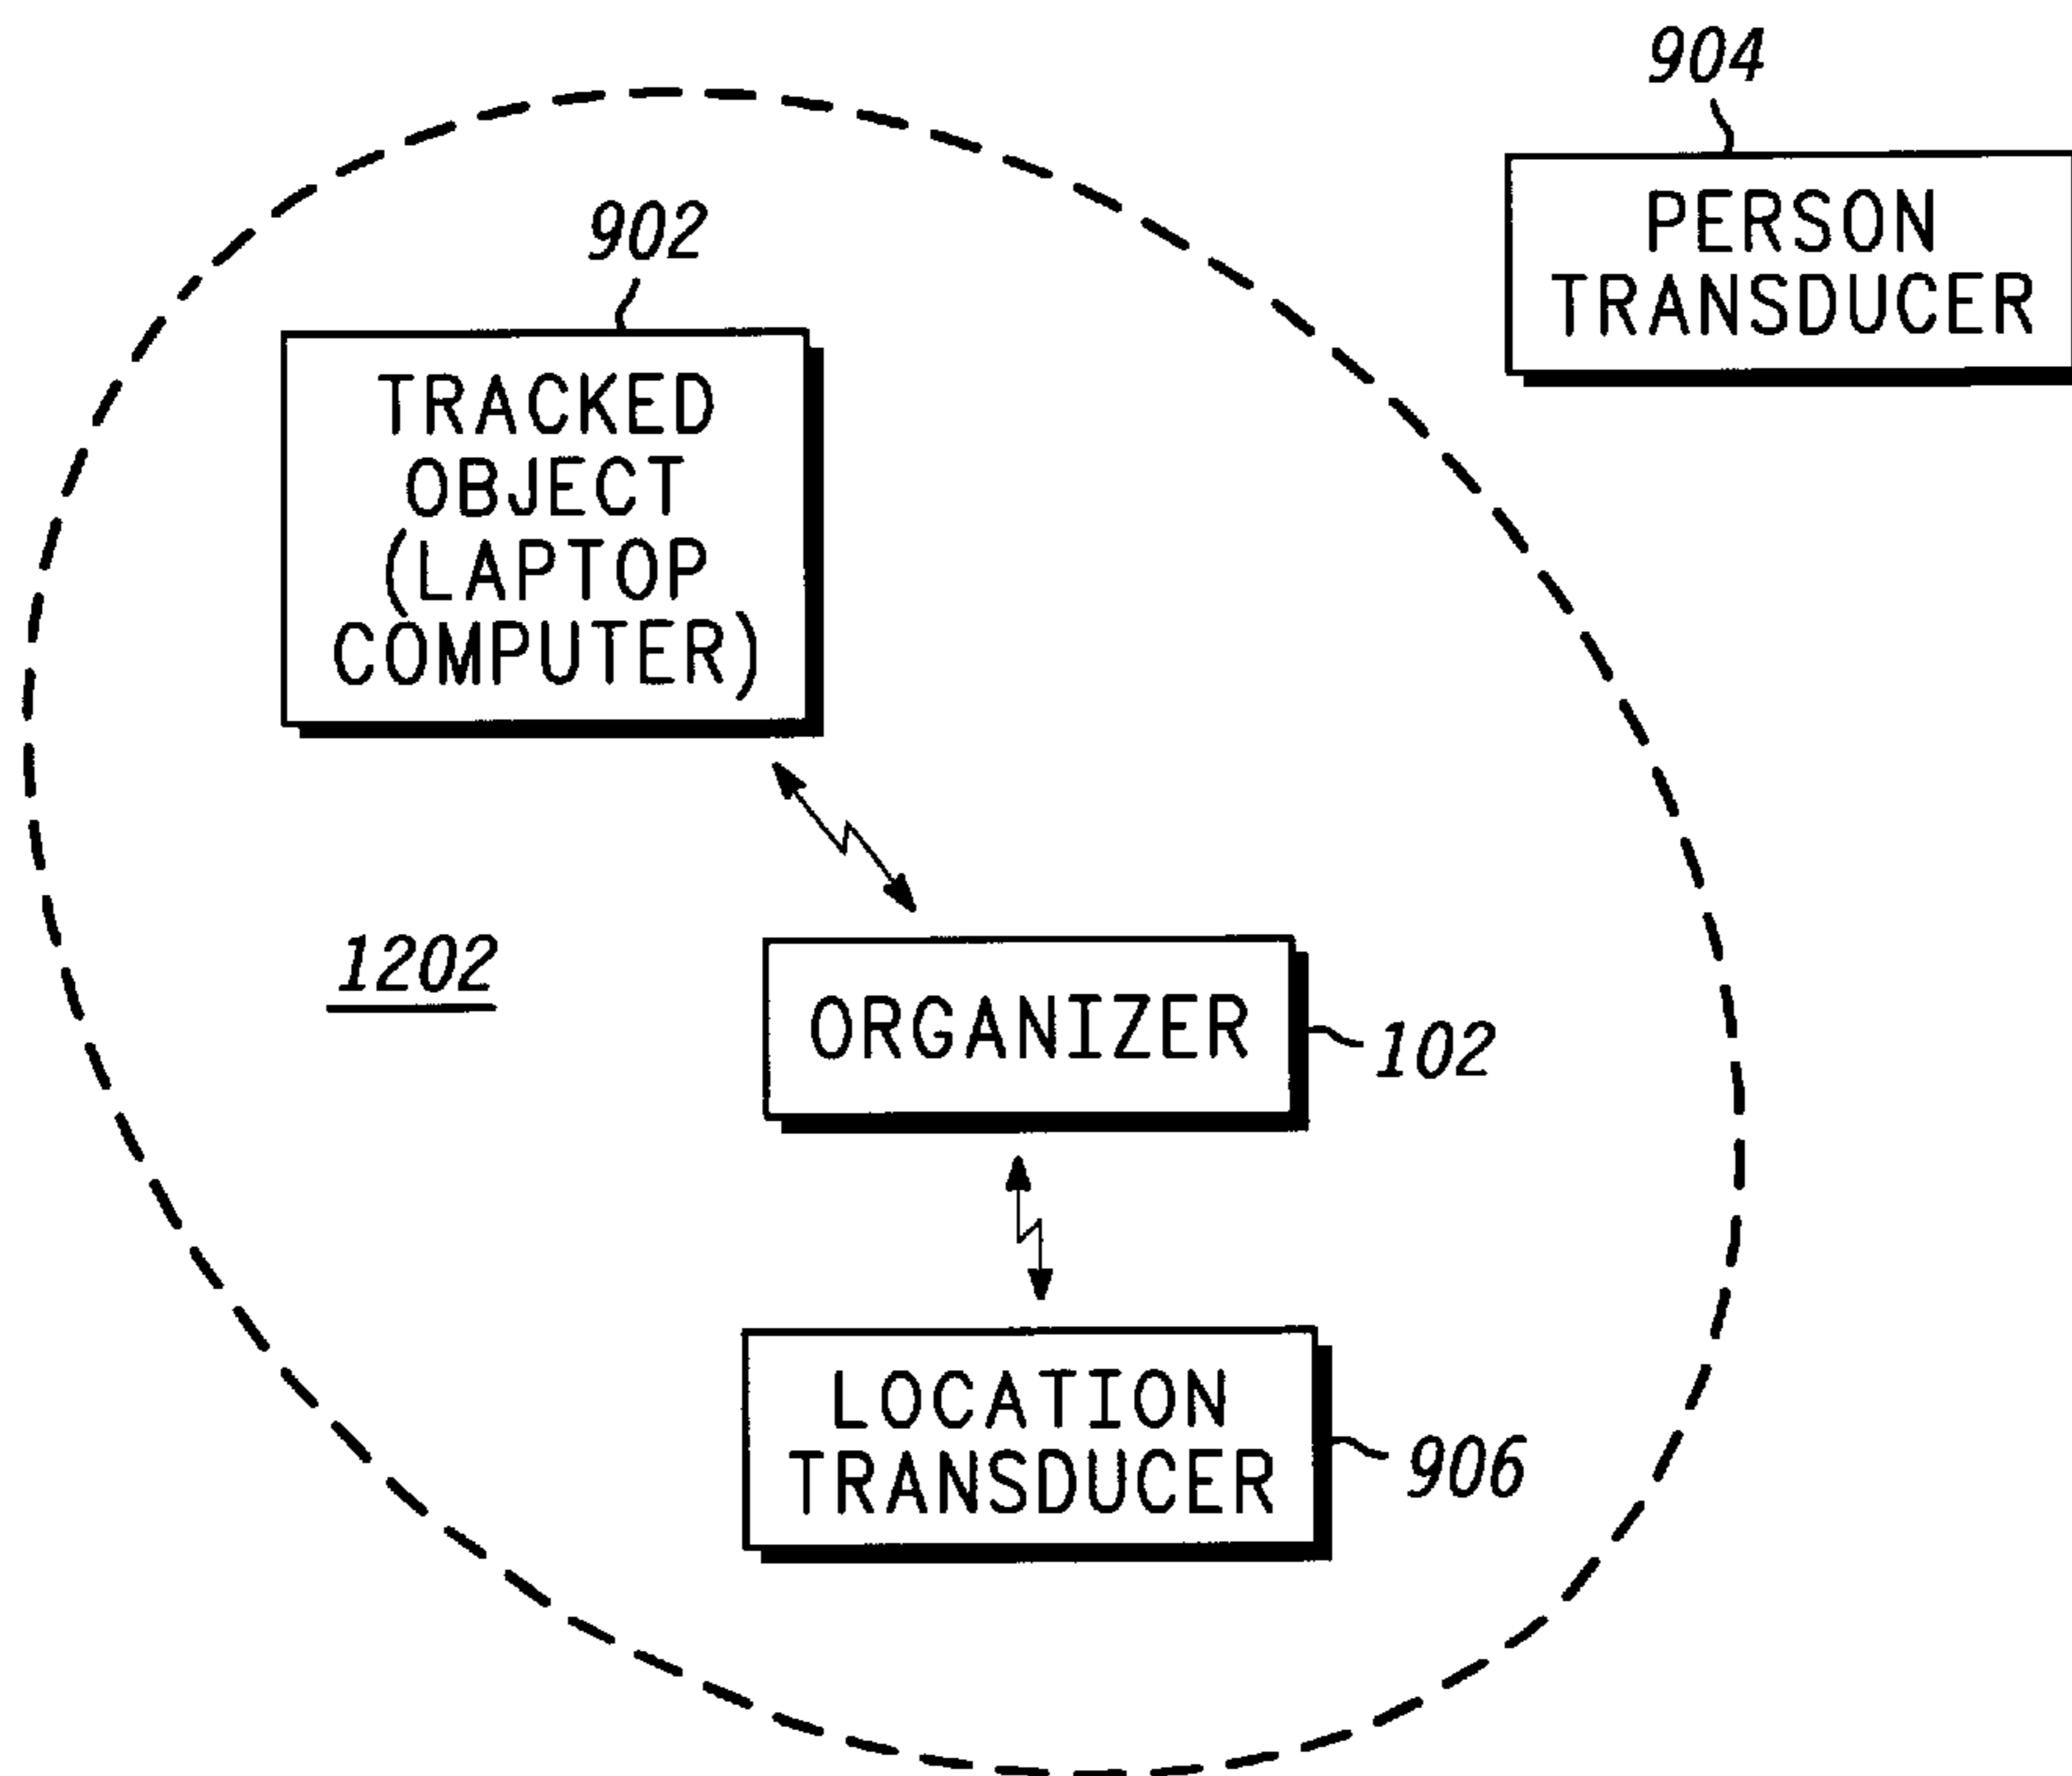 904
PERSON
TRANSDUCER
902
TRACKED
OBJECT
(LAPTOP
COMPUTER)
1202
ORGANIZER
102
LOCATION
TRANSDUCER
906